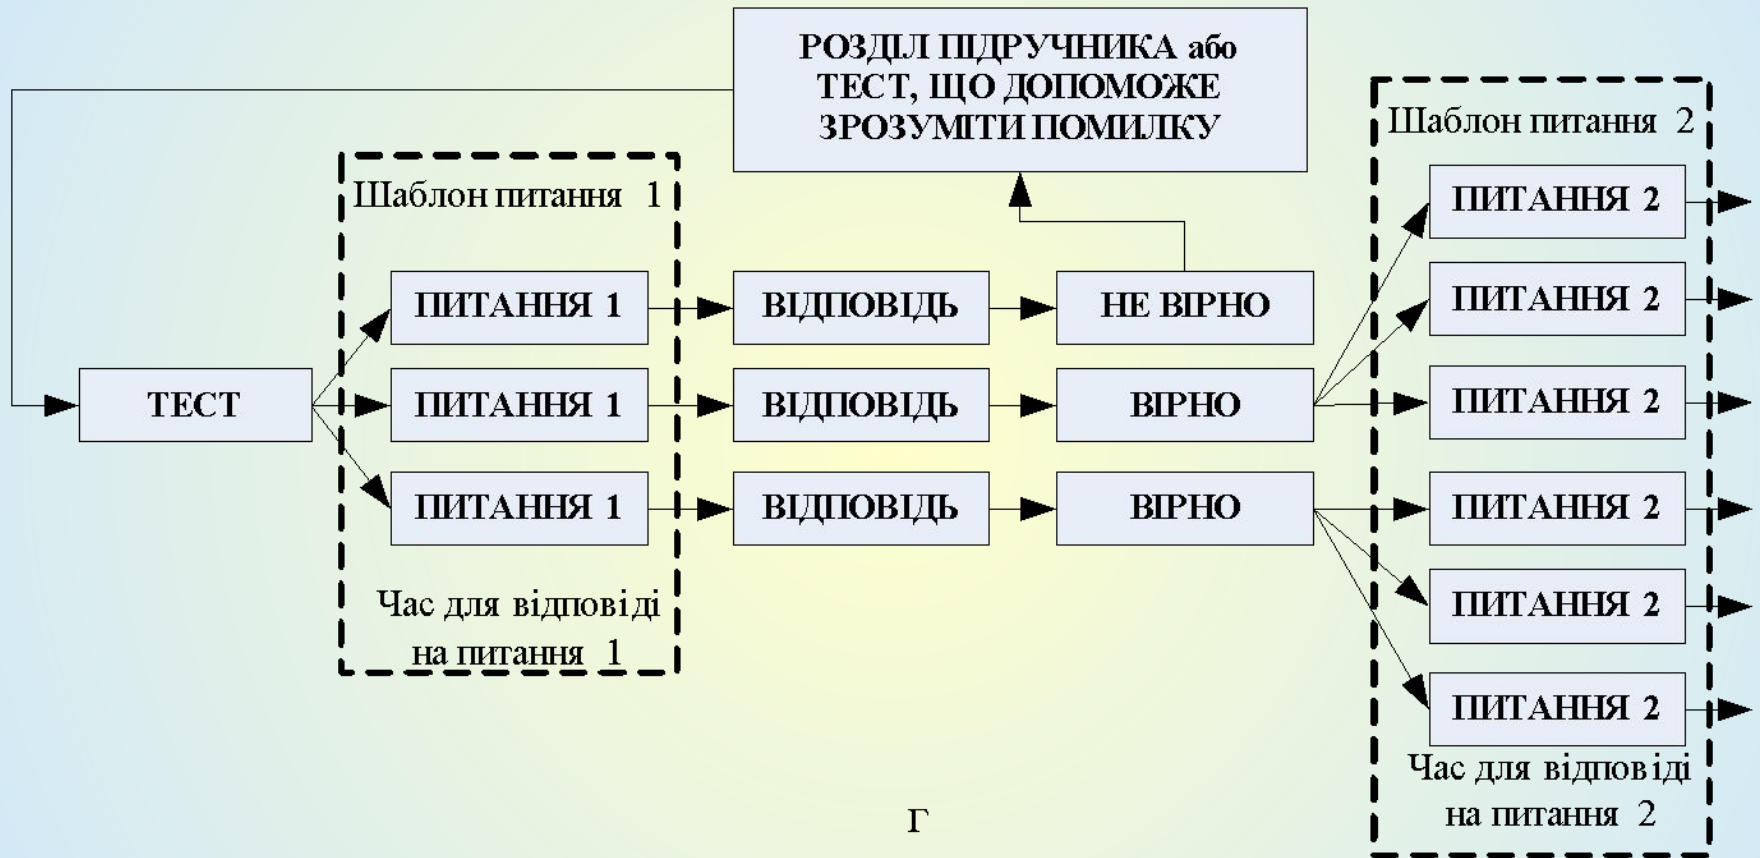 РОЗДІЛ ПІДРУЧНИКА або
ТЕСТ, ЩО ДОПОМОЖЕ
ЗРОЗУМІТИ ПОМИЛКУ
Шаблон питання 1
ПИТАННЯ 1
ВІДПОВІДЬ
НЕ ВІРНО
ТЕСТ
ПИТАННЯ 1
ВІДПОВІДЬ
ВІРНО
ПИТАННЯ 1
ВІДПОВІДЬ
ВІРНО
Час для відповіді
на питання 1
Шаблон питання 2
ПИТАННЯ 2
ПИТАННЯ 2
ПИТАННЯ 2
ПИТАННЯ 2
ПИТАННЯ 2
ПИТАННЯ 2
Час для відповіді
на питання 2
Г